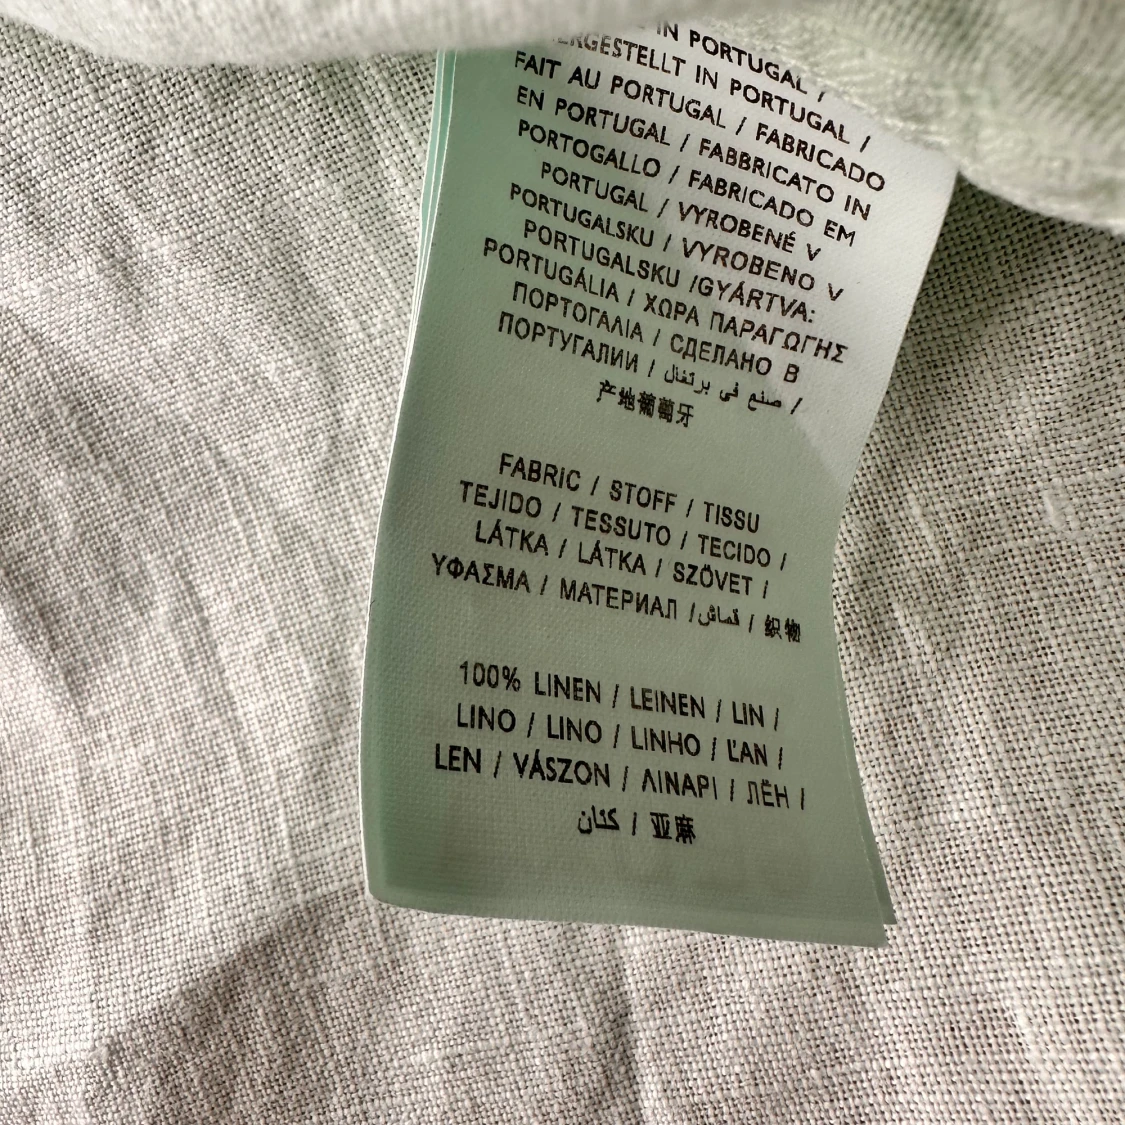 IN PORTUGAL /
HERGESTELLT IN PORTUGAL /
FAIT AU PORTUGAL / FABRICADO
EN PORTUGAL / FABBRICATO IN
PORTOGALLO / FABRICADO EM
PORTUGAL / VYROBENÉ V
PORTUGALSKU / VYROBENO V
PORTUGALSKU /GYÁRTVA:
PORTUGÁLIA / ΧΩΡΑ ΠΑΡΑΓΩΓΗΣ
ΠΟΡΤΟΓΑΛΙΑ / СДЕЛАНО В
ПОРТУГАЛИИ / صنع في برتغال /
产地葡萄牙
FABRIC / STOFF / TISSU
TEJIDO / TESSUTO / TECIDO /
LÁTKA / LÁTKA / SZÖVET /
ΥΦΑΣΜΑ / МАТЕРИАЛ /قماش / 织物
100% LINEN / LEINEN / LIN /
LINO / LINO / LINHO / ĽAN /
LEN / VÁSZON / ΛΙΝΑΡΙ / ЛЁН /
كتان / 亚麻